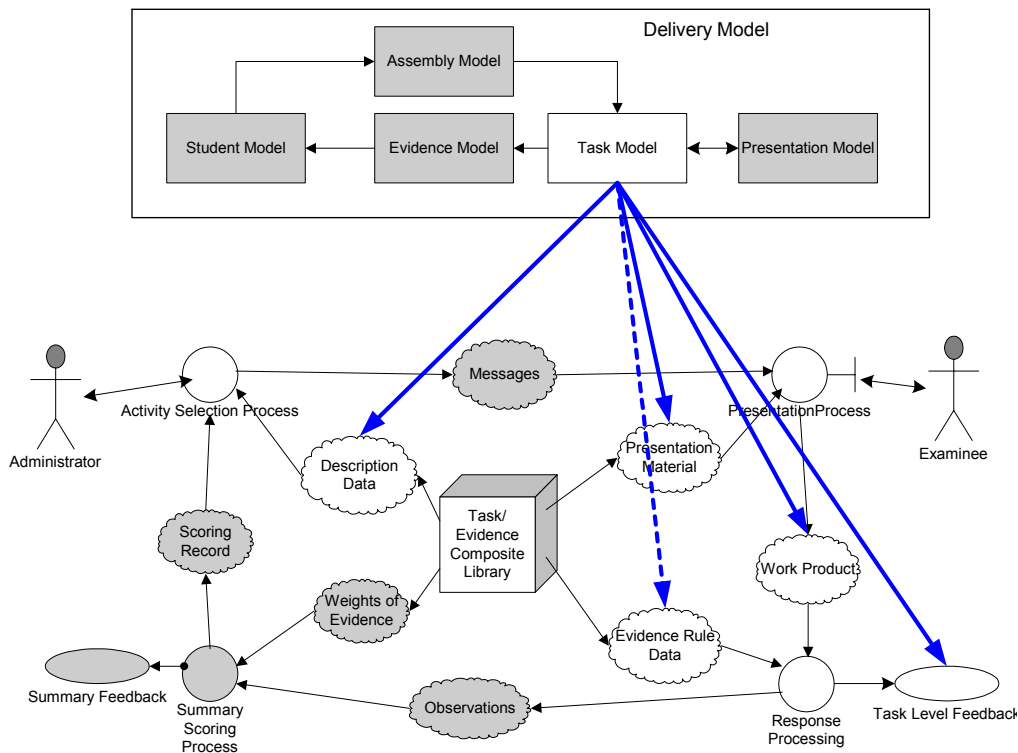 Delivery Model
Assembly Model
Student Model
Evidence Model
Task Model
Presentation Model
Messages
Activity Selection Process
PresentationProcess
Administrator
Examinee
Description
Data
Presentation
Material
Task/
Evidence
Composite
Library
Scoring
Record
Work Product
Weights of
Evidence
Evidence Rule
Data
Summary Feedback
Summary
Scoring
Process
Observations
Response
Processing
Task Level Feedback